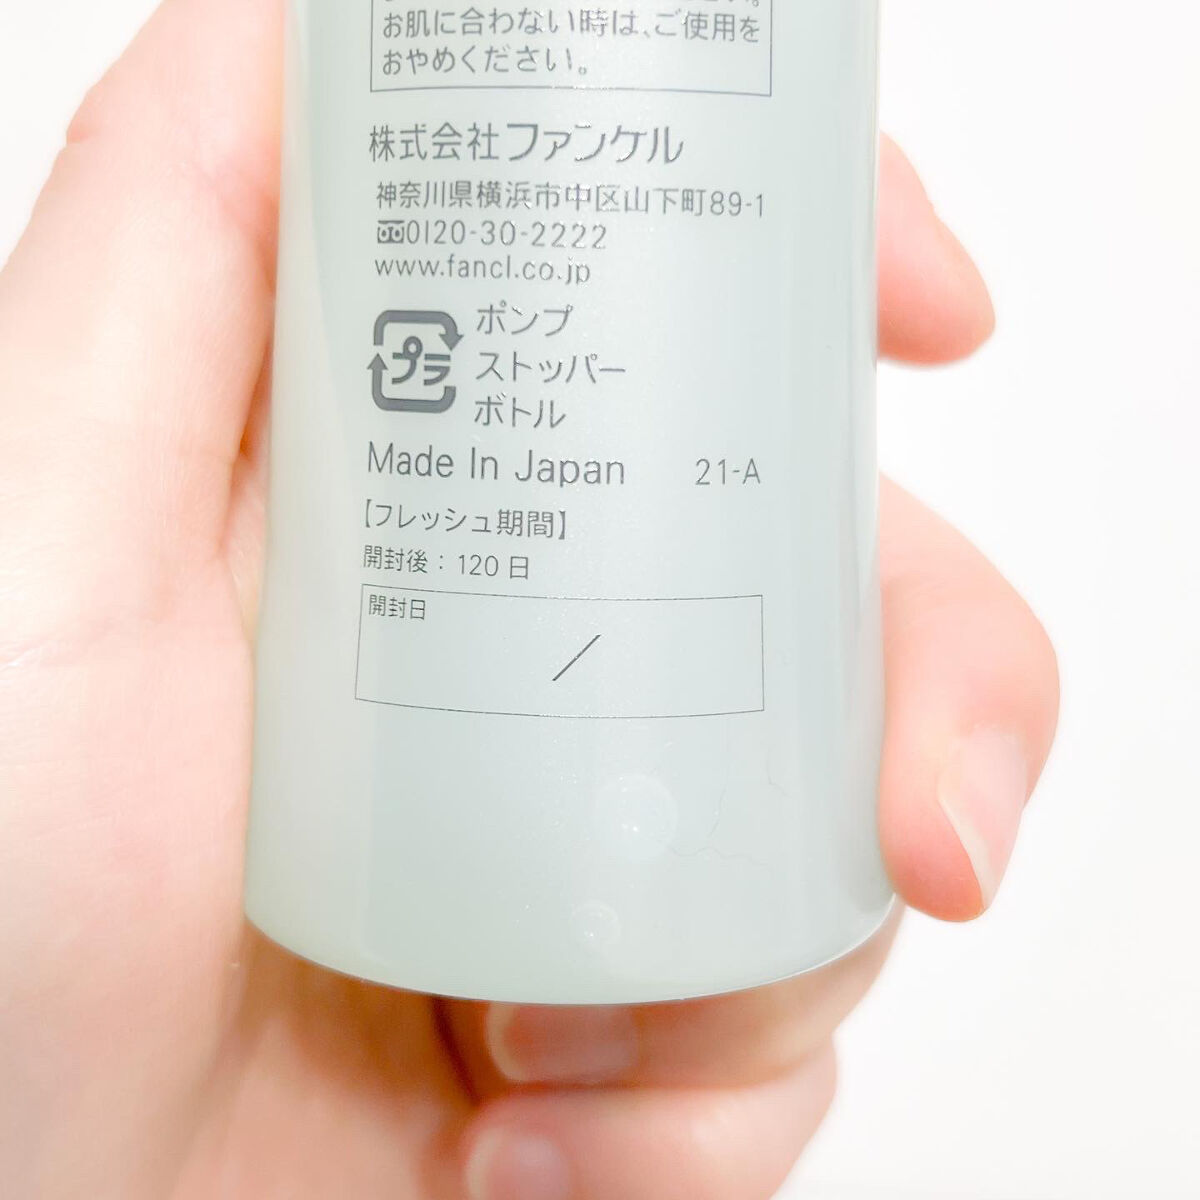 お肌に合わない時は、ご使用を
おやめください。
株式会社ファンケル
神奈川県横浜市中区山下町89-1
0120-30-2222
www.fancl.co.jp
プラ
ポンプ
ストッパー
ボトル
Made In Japan 21-A
【フレッシュ期間】
開封後：120日
開封日
/